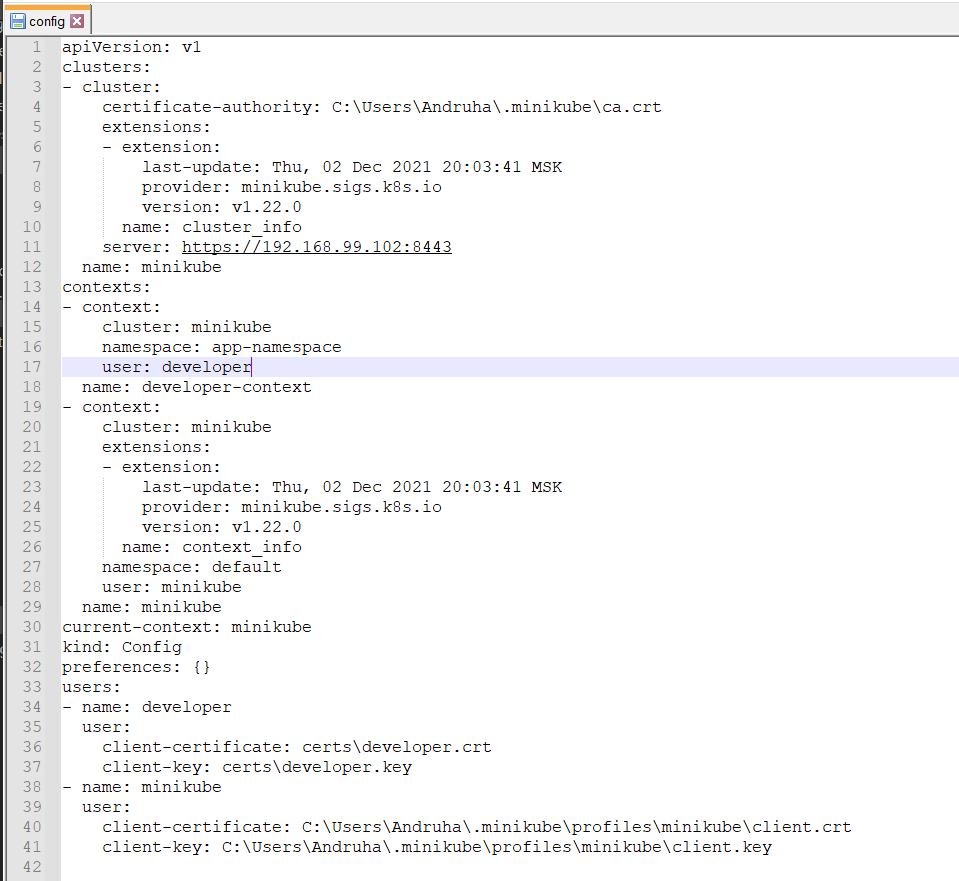 config
1 apiVersion: v1
2 clusters:
3 - cluster:
4 certificate-authority: C:\Users\Andruha\.minikube\ca.crt
5 extensions:
6 - extension:
7 last-update: Thu, 02 Dec 2021 20:03:41 MSK
8 provider: minikube.sigs.k8s.io
9 version: v1.22.0
10 name: cluster_info
11 server: https://192.168.99.102:8443
12 name: minikube
13 contexts:
14 - context:
15 cluster: minikube
16 namespace: app-namespace
17 user: developer
18 name: developer-context
19 - context:
20 cluster: minikube
21 extensions:
22 - extension:
23 last-update: Thu, 02 Dec 2021 20:03:41 MSK
24 provider: minikube.sigs.k8s.io
25 version: v1.22.0
26 name: context_info
27 namespace: default
28 user: minikube
29 name: minikube
30 current-context: minikube
31 kind: Config
32 preferences: {}
33 users:
34 - name: developer
35 user:
36 client-certificate: certs\developer.crt
37 client-key: certs\developer.key
38 - name: minikube
39 user:
40 client-certificate: C:\Users\Andruha\.minikube\profiles\minikube\client.crt
41 client-key: C:\Users\Andruha\.minikube\profiles\minikube\client.key
42